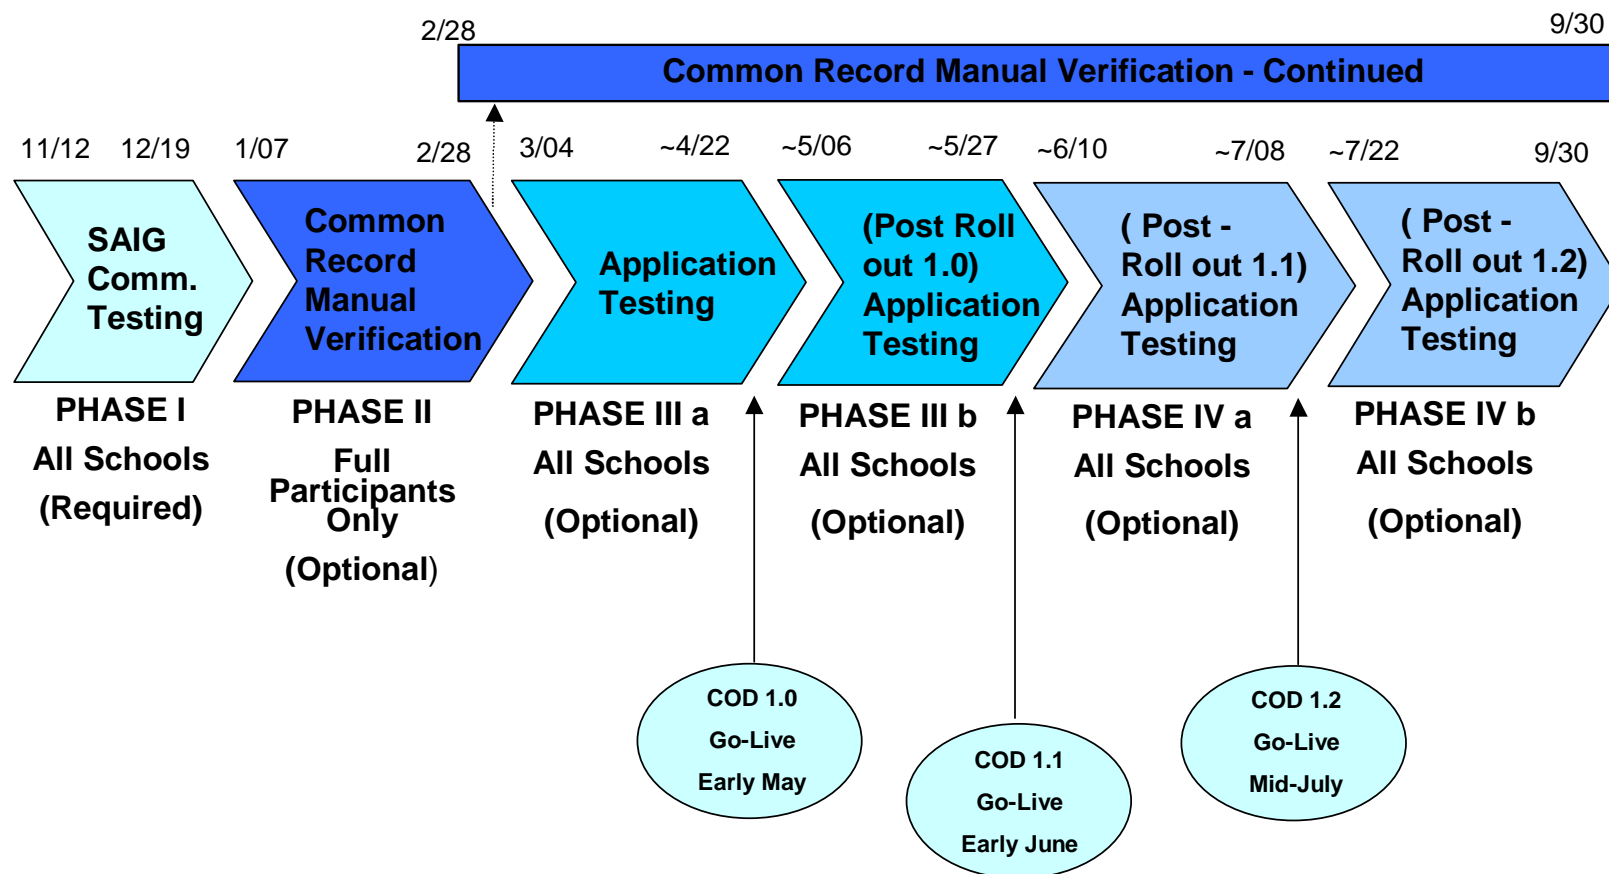 2/28
9/30
Common Record Manual Verification - Continued
11/12
12/19
1/07
2/28
3/04
~4/22
~5/06
~5/27
~6/10
~7/08
~7/22
9/30
SAIG
Comm.
Testing
Common
Record
Manual
Verification
Application
Testing
(Post Roll
out 1.0)
Application
Testing
( Post -
Roll out 1.1)
Application
Testing
( Post -
Roll out 1.2)
Application
Testing
PHASE I
All Schools
(Required)
PHASE II
Full
Participants
Only
(Optional)
PHASE III a
All Schools
(Optional)
PHASE III b
All Schools
(Optional)
PHASE IV a
All Schools
(Optional)
PHASE IV b
All Schools
(Optional)
COD 1.0
Go-Live
Early May
COD 1.1
Go-Live
Early June
COD 1.2
Go-Live
Mid-July